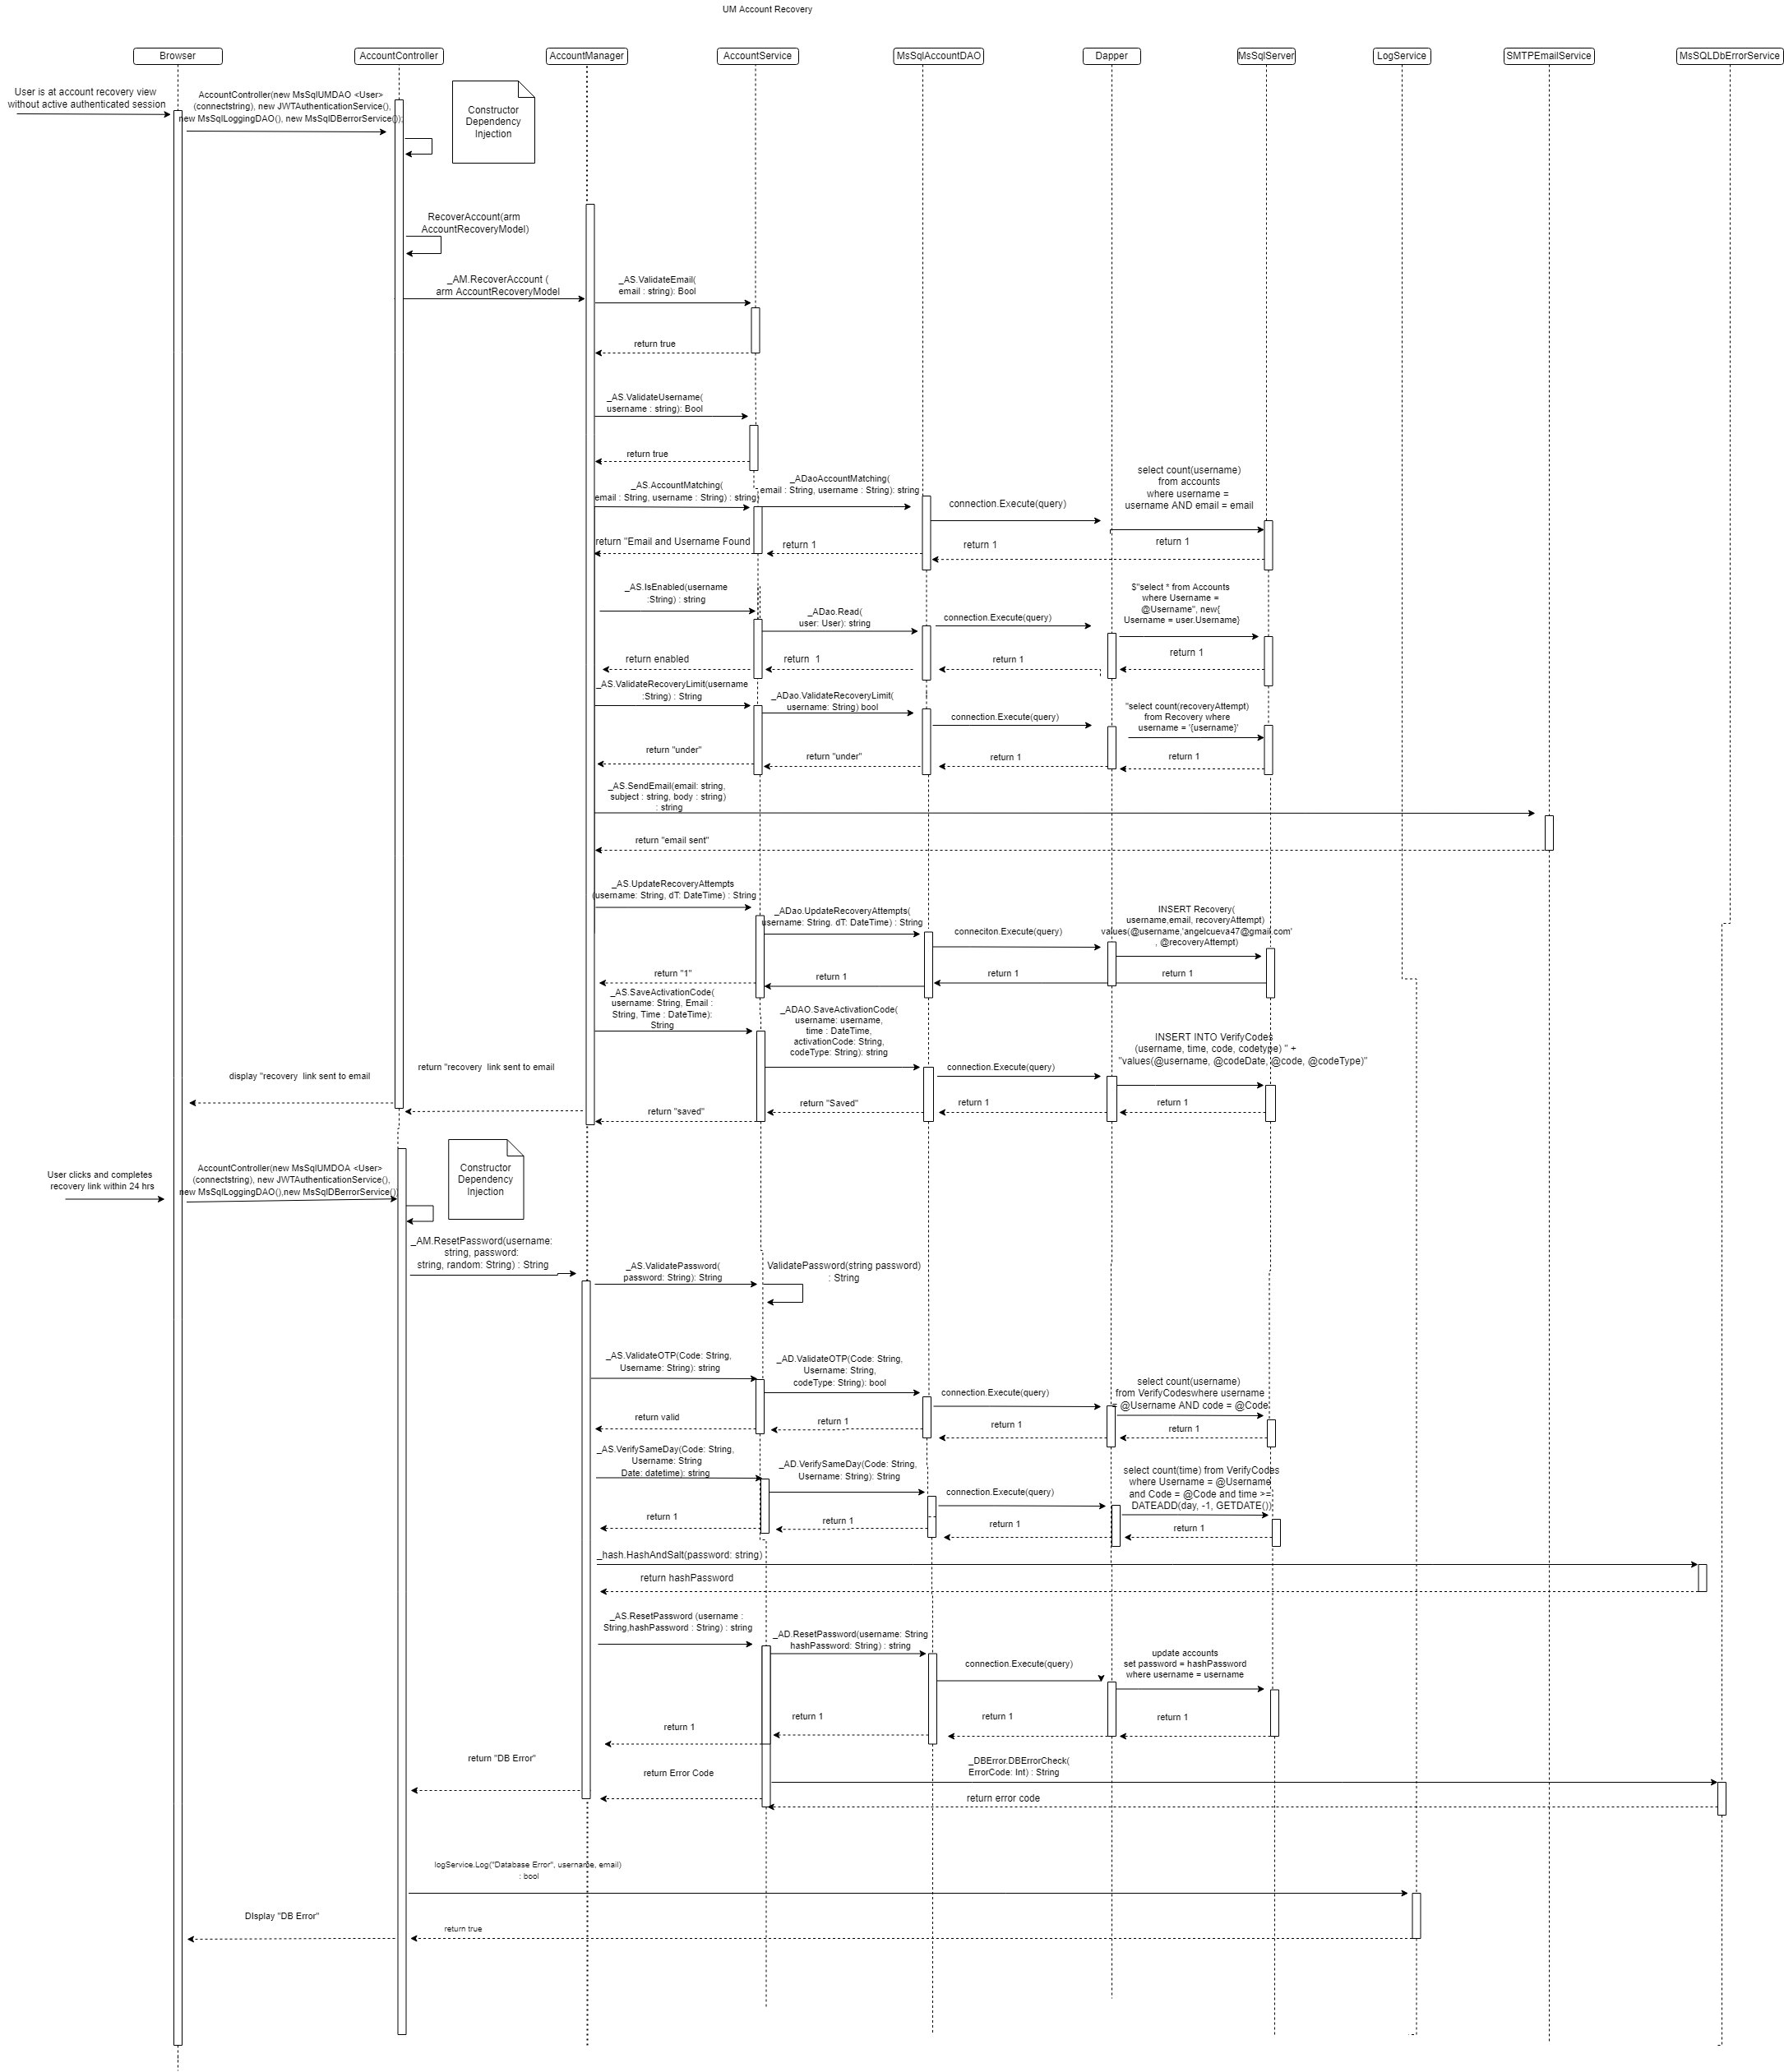 UM Account Recovery
Browser
AccountController
AccountManager
AccountService
MsSqlAccountDAO
Dapper
MsSqlServer
LogService
SMTPEmailService
MsSQLDbErrorService
User is at account recovery view
without active authenticated session
AccountController(new MsSqlUMDAO <User>
(connectstring), new JWTAuthenticationService(),
new MsSqlLoggingDAO(), new MsSqlDBerrorService());
Constructor
Dependency
Injection
RecoverAccount(arm
AccountRecoveryModel)
_AM.RecoverAccount (
arm AccountRecoveryModel
_AS.ValidateEmail(
email : string): Bool
return true
_AS.ValidateUsername(
username : string): Bool
return true
_AS.AccountMatching(
email : String, username : String) : string)
_ADaoAccountMatching(
email : String, username : String): string
connection.Execute(query)
select count(username)
from accounts
where username =
username AND email = email
return "Email and Username Found
return 1
return 1
return 1
_AS.IsEnabled(username
:String) : string
_ADao.Read(
user: User): string
connection.Execute(query)
$"select * from Accounts
where Username =
@Username", new{
Username = user.Username}
return enabled
return  1
return 1
return 1
_AS.ValidateRecoveryLimit(username
:String) : String
_ADao.ValidateRecoveryLimit(
username: String) bool
connection.Execute(query)
"select count(recoveryAttempt)
from Recovery where
username = '{username}'
return "under"
return "under"
return 1
return 1
_AS.SendEmail(email: string,
subject : string, body : string)
: string
return "email sent"
_AS.UpdateRecoveryAttempts
(username: String, dT: DateTime) : String
_ADao.UpdateRecoveryAttempts(
username: String, dT: DateTime) : String
conneciton.Execute(query)
INSERT Recovery(
username,email, recoveryAttempt)
values(@username,'angelcueva47@gmail.com'
, @recoveryAttempt)
return "1"
return 1
return 1
return 1
_AS.SaveActivationCode(
username: String, Email :
String, Time : DateTime):
String
_ADAO.SaveActivationCode(
username: username,
time : DateTime,
activationCode: String,
codeType: String): string
connection.Execute(query)
INSERT INTO VerifyCodes
(username, time, code, codetype) " +
"values(@username, @codeDate, @code, @codeType)"
display "recovery  link sent to email
return "recovery  link sent to email
return "saved"
return "Saved"
return 1
return 1
User clicks and completes
recovery link within 24 hrs
AccountController(new MsSqlUMDOA <User>
(connectstring), new JWTAuthenticationService(),
new MsSqlLoggingDAO(),new MsSqlDBerrorService()
Constructor
Dependency
Injection
_AM.ResetPassword(username:
string, password:
string, random: String) : String
_AS.ValidatePassword(
password: String): String
ValidatePassword(string password)
: String
_AS.ValidateOTP(Code: String,
Username: String): string
_AD.ValidateOTP(Code: String,
Username: String,
codeType: String): bool
connection.Execute(query)
select count(username)
from VerifyCodeswhere username
= @Username AND code = @Code
return valid
return 1
return 1
return 1
_AS.VerifySameDay(Code: String,
Username: String
Date: datetime): string
_AD.VerifySameDay(Code: String,
Username: String): String
connection.Execute(query)
select count(time) from VerifyCodes
where Username = @Username
and Code = @Code and time >=
DATEADD(day, -1, GETDATE())
return 1
return 1
return 1
return 1
_hash.HashAndSalt(password: string)
return hashPassword
_AS.ResetPassword (username :
String,hashPassword : String) : string
_AD.ResetPassword(username: String
hashPassword: String) : string
connection.Execute(query)
update accounts
set password = hashPassword
where username = username
return 1
return 1
return 1
return 1
return "DB Error"
return Error Code
_DBError.DBErrorCheck(
ErrorCode: Int) : String
return error code
logService.Log("Database Error", username, email)
: bool
DIsplay "DB Error"
return true